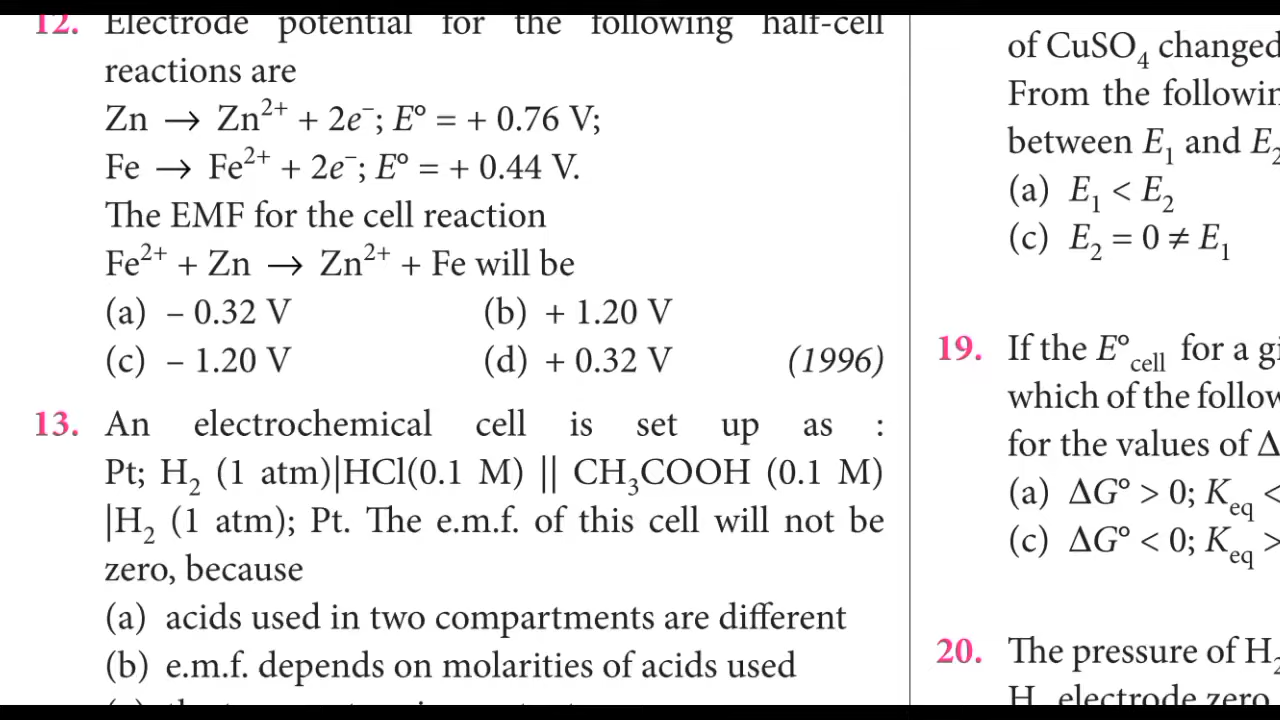 12. Electrode potential for the following half-cell
reactions are
Zn → Zn²⁺ + 2e⁻; E° = + 0.76 V;
Fe → Fe²⁺ + 2e⁻; E° = + 0.44 V.
The EMF for the cell reaction
Fe²⁺ + Zn → Zn²⁺ + Fe will be
(a) – 0.32 V (b) + 1.20 V
(c) – 1.20 V (d) + 0.32 V (1996)
13. An electrochemical cell is set up as :
Pt; H₂ (1 atm)|HCl(0.1 M) || CH₃COOH (0.1 M)
|H₂ (1 atm); Pt. The e.m.f. of this cell will not be
zero, because
(a) acids used in two compartments are different
(b) e.m.f. depends on molarities of acids used
of CuSO₄ changed
From the followin
between E₁ and E₂
(a) E₁ < E₂
(c) E₂ = 0 ≠ E₁
19. If the E°cell for a gi
which of the follow
for the values of Δ
(a) ΔG° > 0; Keq <
(c) ΔG° < 0; Keq >
20. The pressure of H₂
H₂ electrode zero